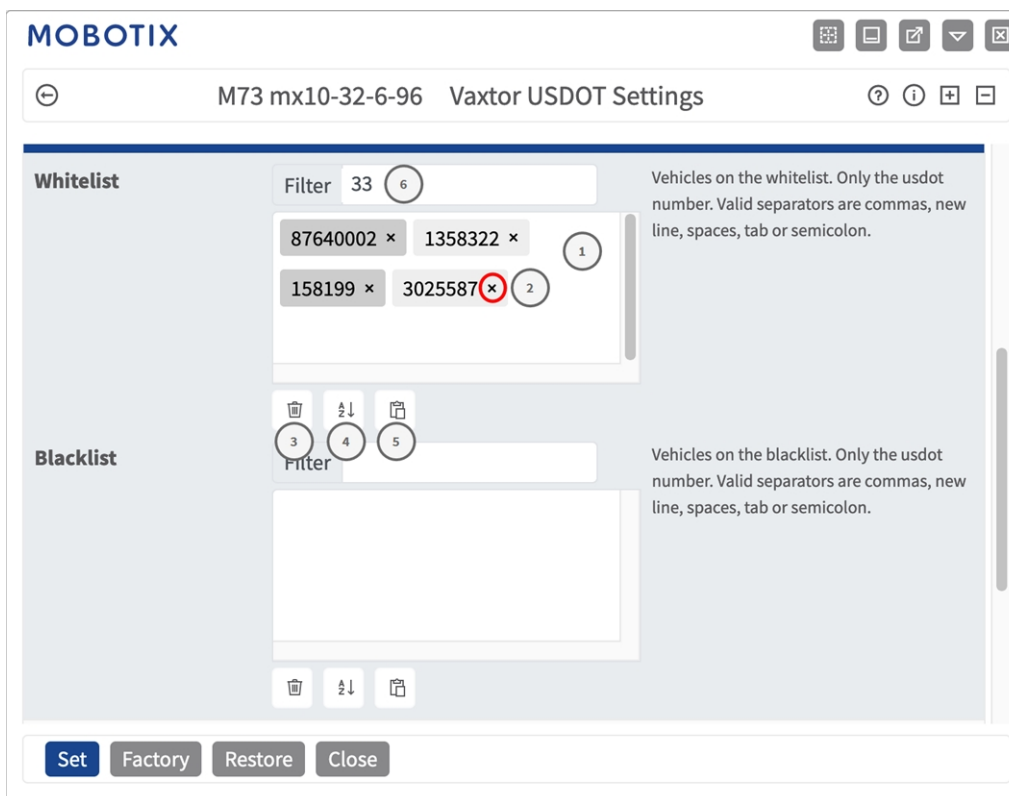 MOBOTIX
M73 mx10-32-6-96 Vaxtor USDOT Settings
Whitelist
Filter 33 6
Vehicles on the whitelist. Only the usdot
number. Valid separators are commas, new
line, spaces, tab or semicolon.
87640002 × 1358322 × 1
158199 × 3025587 × 2
3 4 5
Blacklist
Filter
Vehicles on the blacklist. Only the usdot
number. Valid separators are commas, new
line, spaces, tab or semicolon.
Set Factory Restore Close